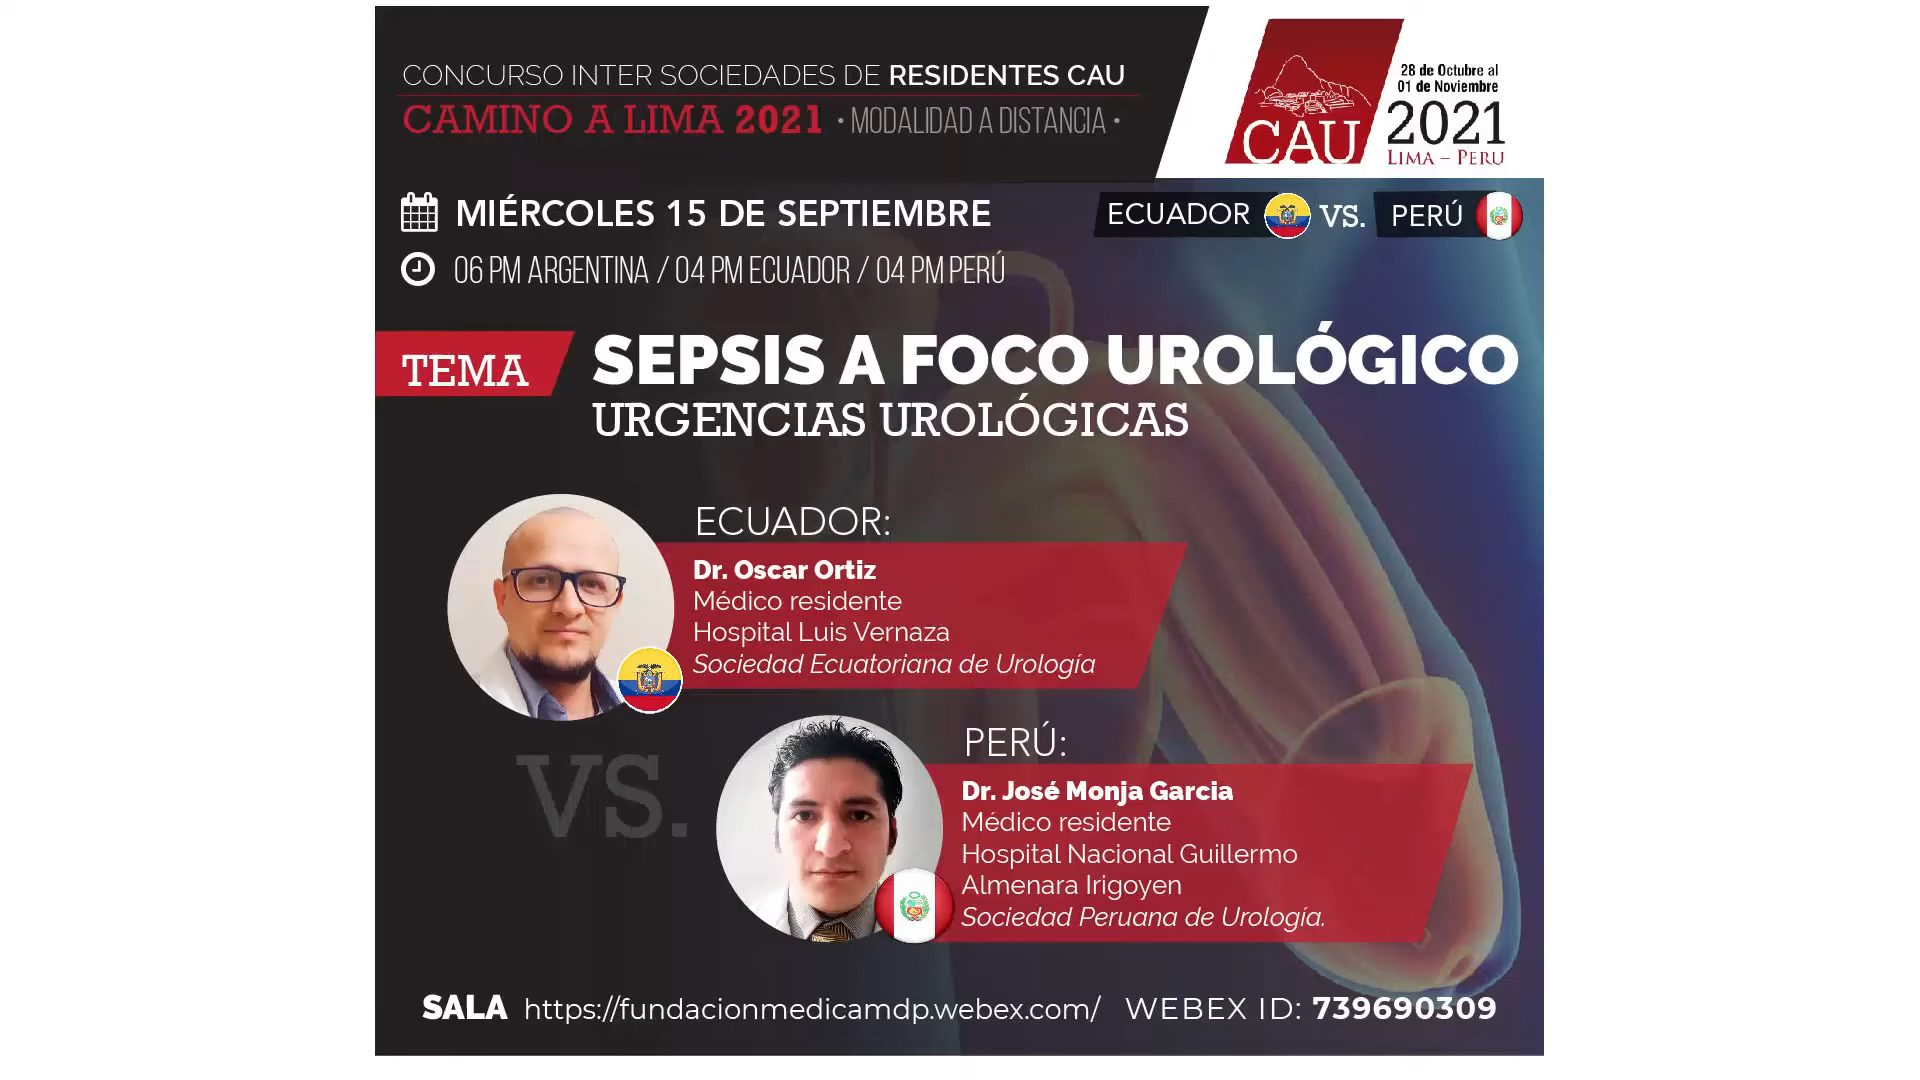 CONCURSO INTER SOCIEDADES DE RESIDENTES CAU
CAMINO A LIMA 2021 • MODALIDAD A DISTANCIA •
28 de Octubre al
01 de Noviembre
CAU 2021
LIMA – PERU
MIÉRCOLES 15 DE SEPTIEMBRE
ECUADOR VS. PERÚ
06 PM ARGENTINA / 04 PM ECUADOR / 04 PM PERÚ
TEMA
SEPSIS A FOCO UROLÓGICO
URGENCIAS UROLÓGICAS
ECUADOR:
Dr. Oscar Ortiz
Médico residente
Hospital Luis Vernaza
Sociedad Ecuatoriana de Urología
VS.
PERÚ:
Dr. José Monja Garcia
Médico residente
Hospital Nacional Guillermo
Almenara Irigoyen
Sociedad Peruana de Urología.
SALA https://fundacionmedicamdp.webex.com/ WEBEX ID: 739690309